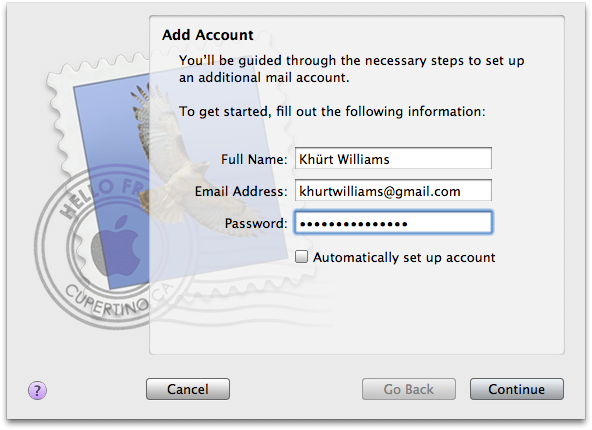 Add Account
You'll be guided through the necessary steps to set up
an additional mail account.
To get started, fill out the following information:
Full Name: Khürt Williams
Email Address: khurtwilliams@gmail.com
Password: •••••••••••••••
Automatically set up account
HELLO FR
CUPERTINO CA
? Cancel Go Back Continue